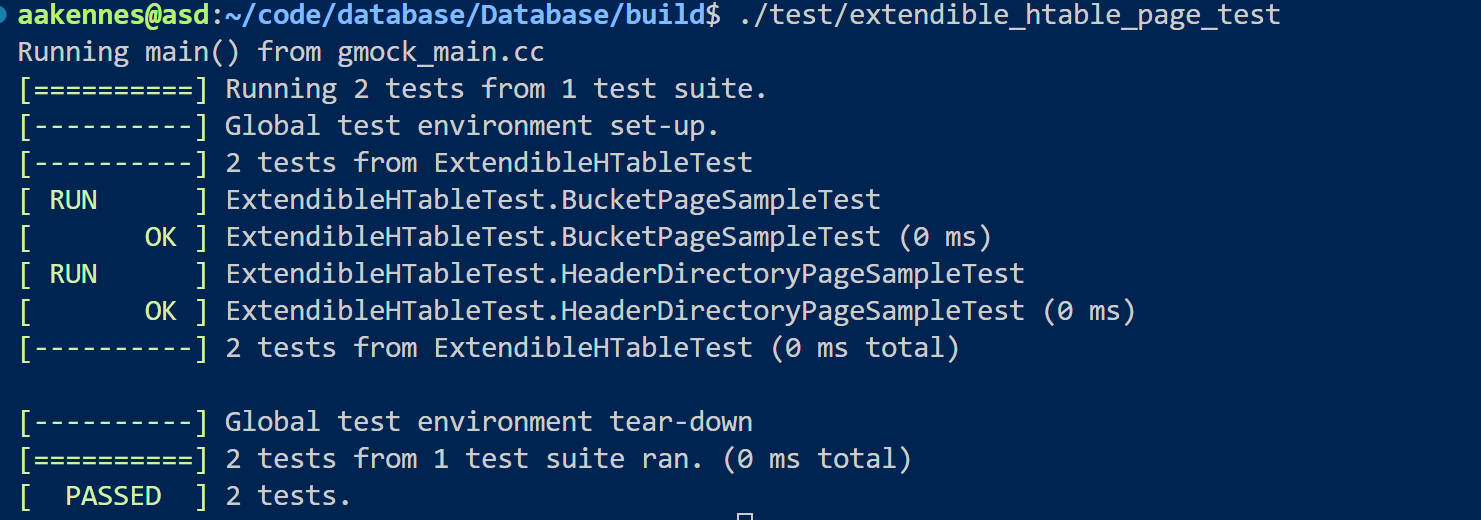 aakennes@asd:~/code/database/Database/build$ ./test/extendible_htable_page_test
Running main() from gmock_main.cc
[==========] Running 2 tests from 1 test suite.
[----------] Global test environment set-up.
[----------] 2 tests from ExtendibleHTableTest
[ RUN      ] ExtendibleHTableTest.BucketPageSampleTest
[       OK ] ExtendibleHTableTest.BucketPageSampleTest (0 ms)
[ RUN      ] ExtendibleHTableTest.HeaderDirectoryPageSampleTest
[       OK ] ExtendibleHTableTest.HeaderDirectoryPageSampleTest (0 ms)
[----------] 2 tests from ExtendibleHTableTest (0 ms total)
[----------] Global test environment tear-down
[==========] 2 tests from 1 test suite ran. (0 ms total)
[  PASSED  ] 2 tests.